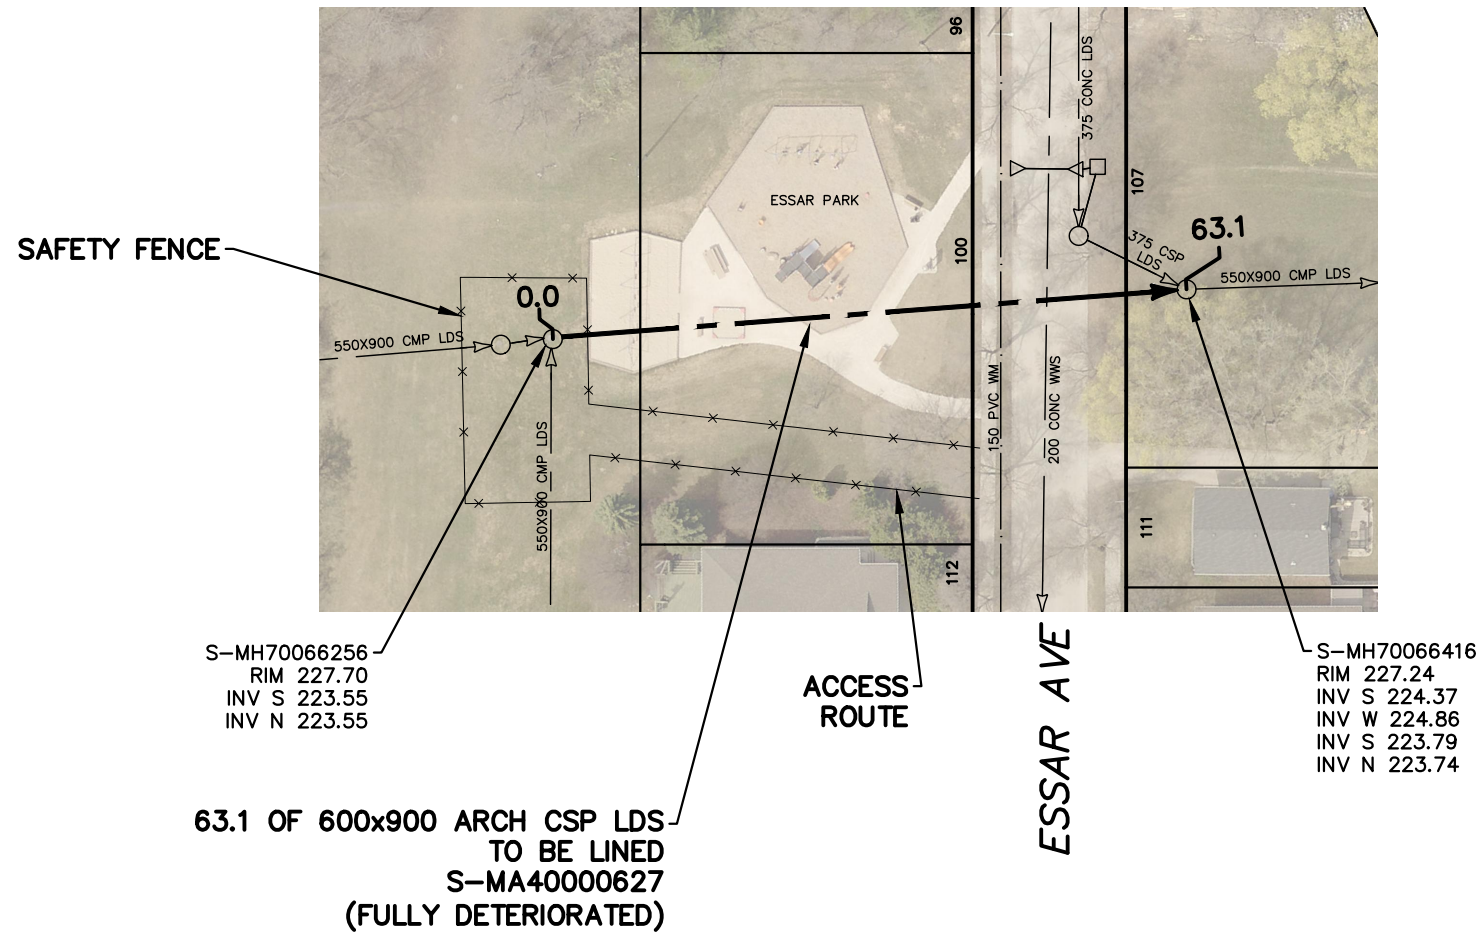 96
375 CONC LDS
ESSAR PARK
107
100
375 CSP
LDS
63.1
550X900 CMP LDS
SAFETY FENCE
0.0
550X900 CMP LDS
550X900 CMP LDS
150 PVC WM
200 CONC WWS
111
112
S-MH70066256
RIM 227.70
INV S 223.55
INV N 223.55
ACCESS
ROUTE
ESSAR AVE
S-MH70066416
RIM 227.24
INV S 224.37
INV W 224.86
INV S 223.79
INV N 223.74
63.1 OF 600x900 ARCH CSP LDS
TO BE LINED
S-MA40000627
(FULLY DETERIORATED)